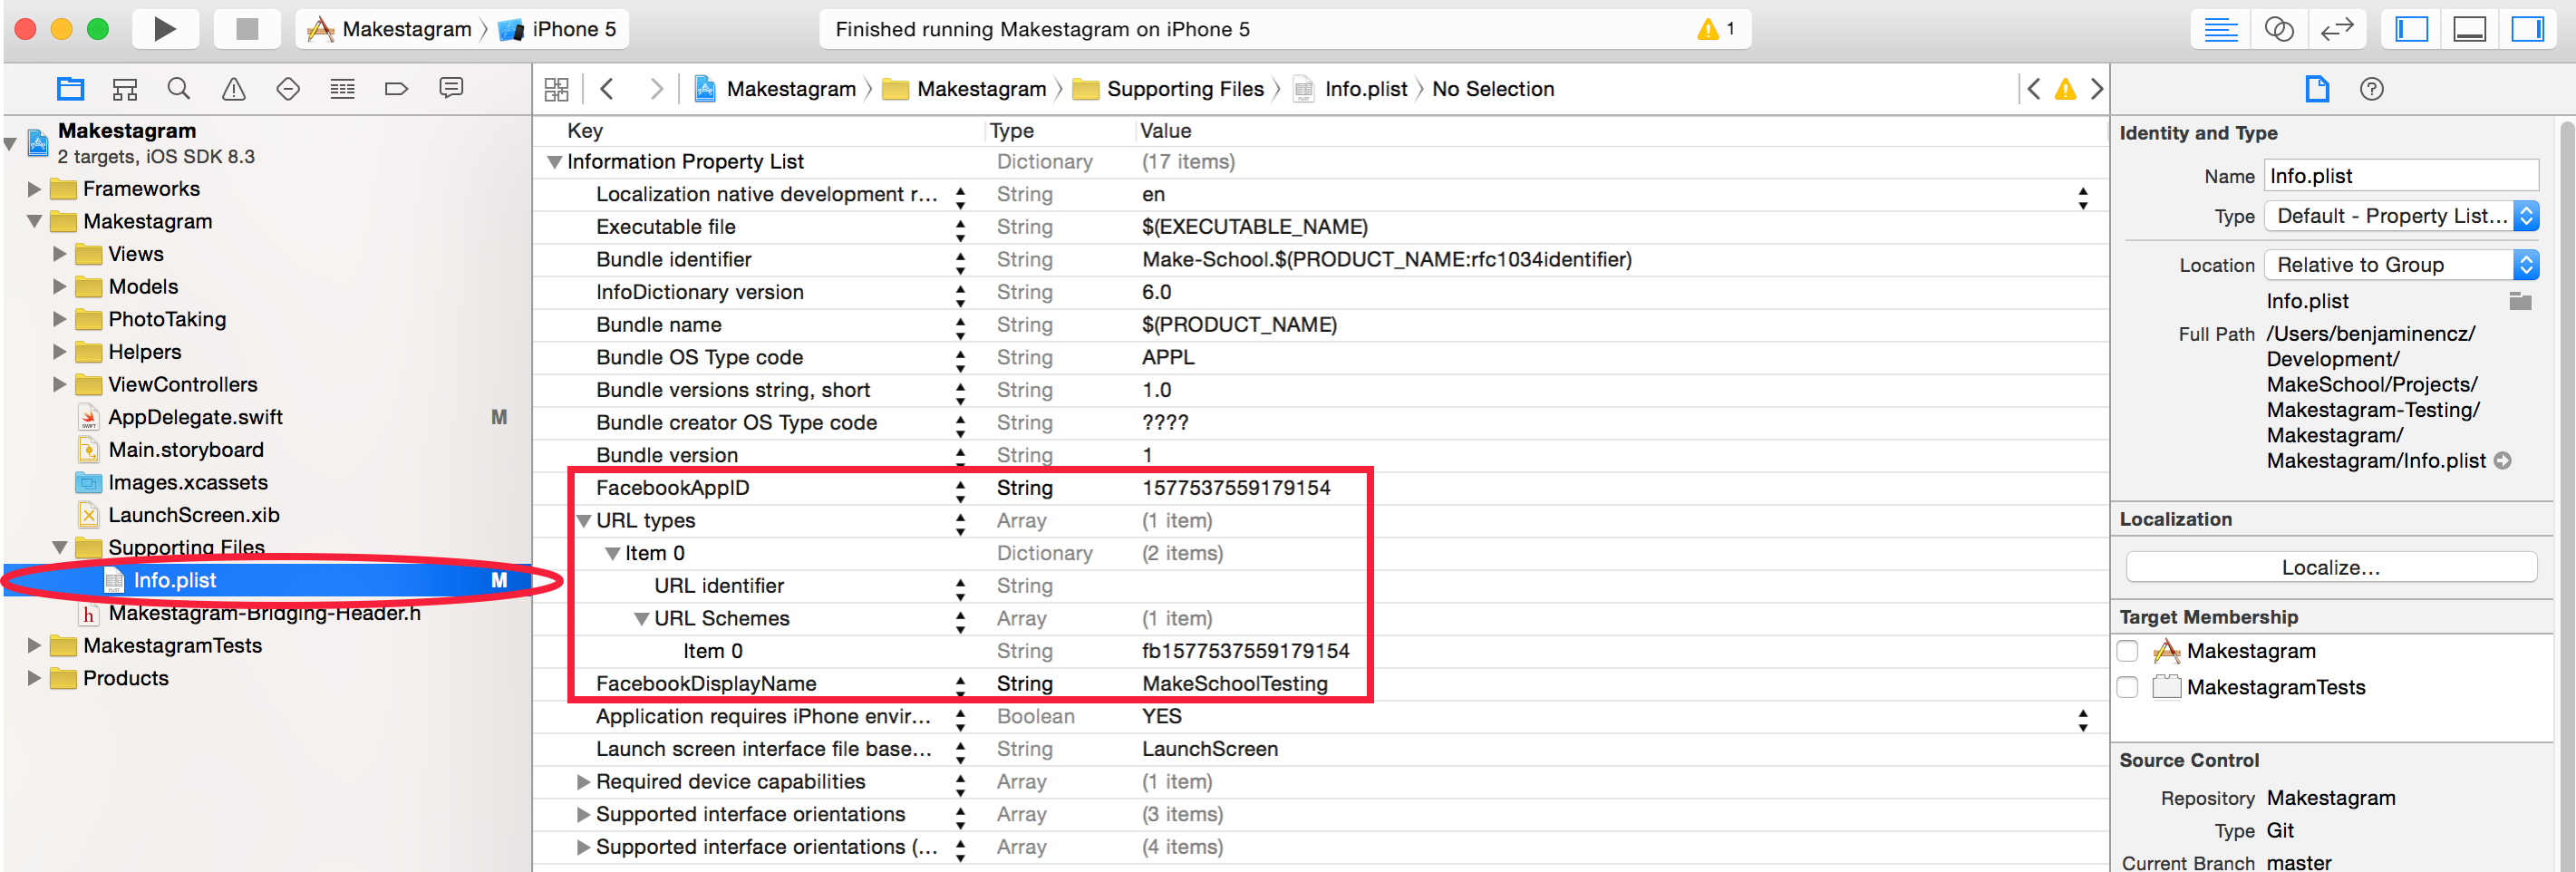 Makestagram
iPhone 5
Finished running Makestagram on iPhone 5
1
Makestagram
Makestagram
Supporting Files
Info.plist
No Selection
Makestagram
2 targets, iOS SDK 8.3
Frameworks
Makestagram
Views
Models
PhotoTaking
Helpers
ViewControllers
AppDelegate.swift M
Main.storyboard
Images.xcassets
LaunchScreen.xib
Supporting Files
Info.plist M
Makestagram-Bridging-Header.h
MakestagramTests
Products
Key Type Value
Information Property List Dictionary (17 items)
Localization native development r... String en
Executable file String $(EXECUTABLE_NAME)
Bundle identifier String Make-School.$(PRODUCT_NAME:rfc1034identifier)
InfoDictionary version String 6.0
Bundle name String $(PRODUCT_NAME)
Bundle OS Type code String APPL
Bundle versions string, short String 1.0
Bundle creator OS Type code String ????
Bundle version String 1
FacebookAppID String 1577537559179154
URL types Array (1 item)
Item 0 Dictionary (2 items)
URL identifier String
URL Schemes Array (1 item)
Item 0 String fb1577537559179154
FacebookDisplayName String MakeSchoolTesting
Application requires iPhone envir... Boolean YES
Launch screen interface file base... String LaunchScreen
Required device capabilities Array (1 item)
Supported interface orientations Array (3 items)
Supported interface orientations (... Array (4 items)
Identity and Type
Name Info.plist
Type Default - Property List...
Location Relative to Group
Info.plist
Full Path /Users/benjaminencz/
Development/
MakeSchool/Projects/
Makestagram-Testing/
Makestagram/
Makestagram/Info.plist
Localization
Localize...
Target Membership
Makestagram
MakestagramTests
Source Control
Repository Makestagram
Type Git
Current Branch master